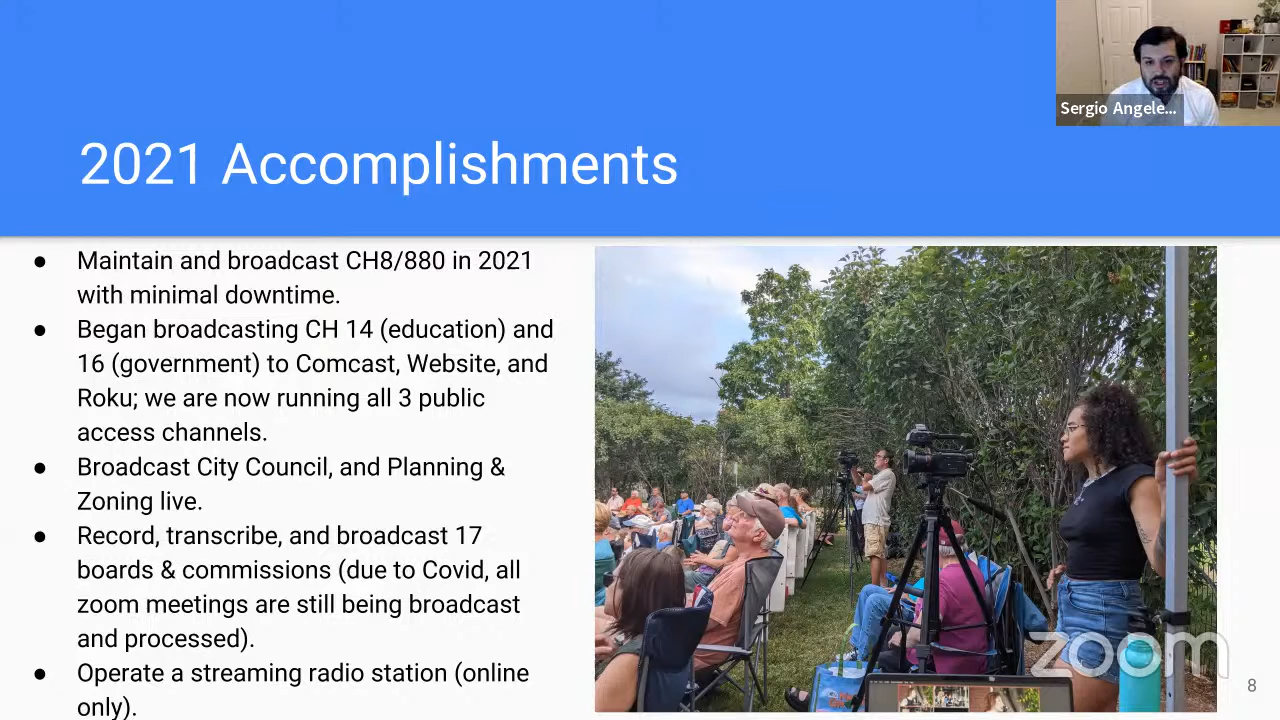 Sergio Angele...
2021 Accomplishments
● Maintain and broadcast CH8/880 in 2021
with minimal downtime.
● Began broadcasting CH 14 (education) and
16 (government) to Comcast, Website, and
Roku; we are now running all 3 public
access channels.
● Broadcast City Council, and Planning &
Zoning live.
● Record, transcribe, and broadcast 17
boards & commissions (due to Covid, all
zoom meetings are still being broadcast
and processed).
● Operate a streaming radio station (online
only).
zoom
8